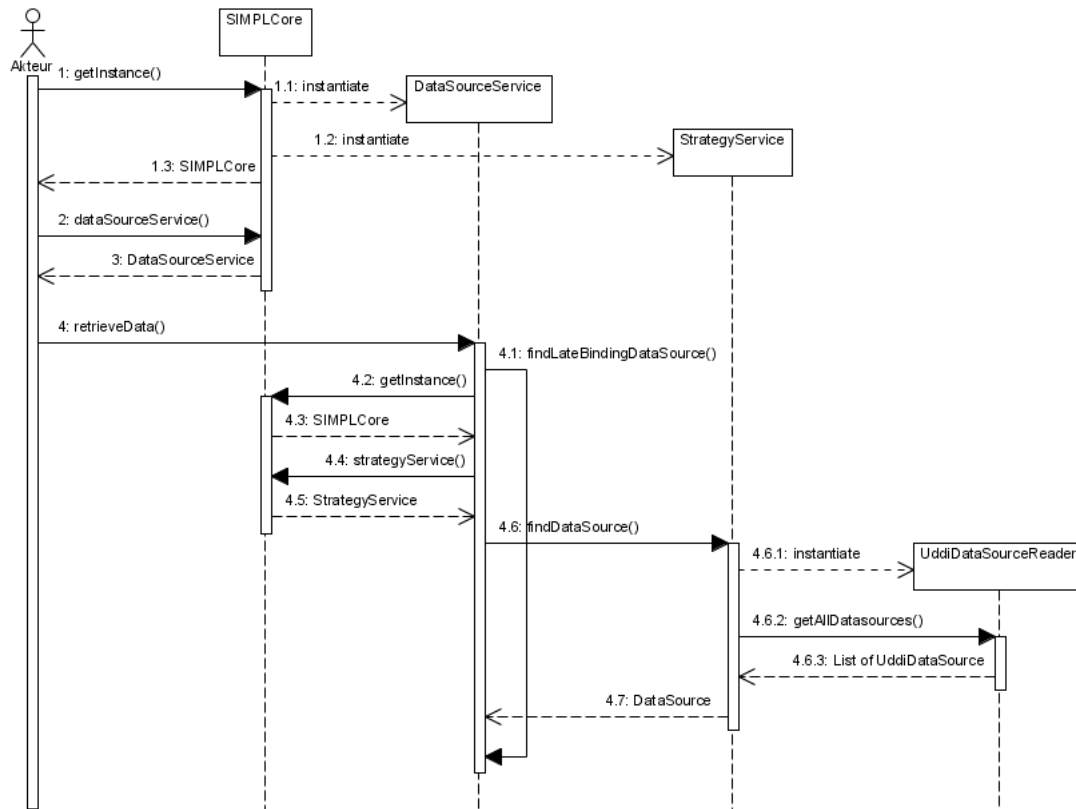 SIMPLCore
Akteur
1: getInstance()
1.1: instantiate
DataSourceService
1.2: instantiate
StrategyService
1.3: SIMPLCore
2: dataSourceService()
3: DataSourceService
4: retrieveData()
4.1: findLateBindingDataSource()
4.2: getInstance()
4.3: SIMPLCore
4.4: strategyService()
4.5: StrategyService
4.6: findDataSource()
4.6.1: instantiate
UddiDataSourceReader
4.6.2: getAllDatasources()
4.6.3: List of UddiDataSource
4.7: DataSource